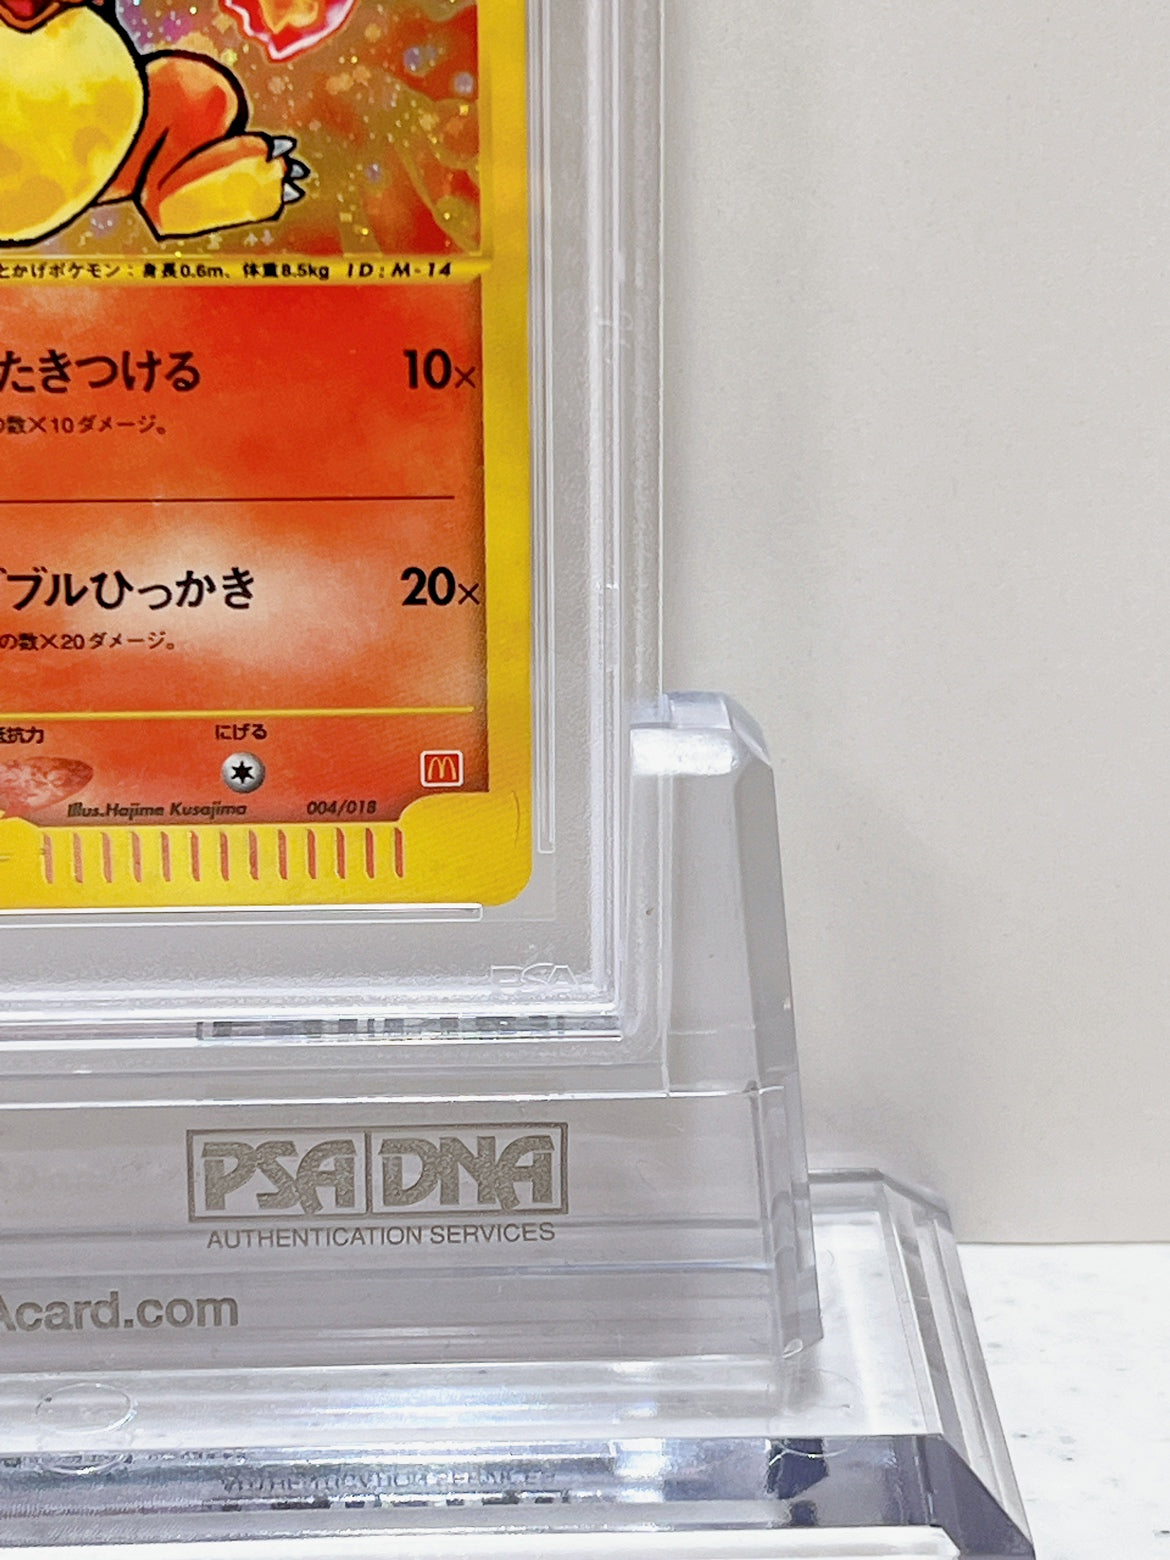 とかげポケモン：身長0.6m、体重8.5kg ID:M-14
たきつける 10×
の数×10ダメージ。
ブルひっかき 20×
の数×20ダメージ。
抵抗力 にげる
Illus.Hajime Kusajima 004/018
PSA
PSA DNA
AUTHENTICATION SERVICES
Acard.com